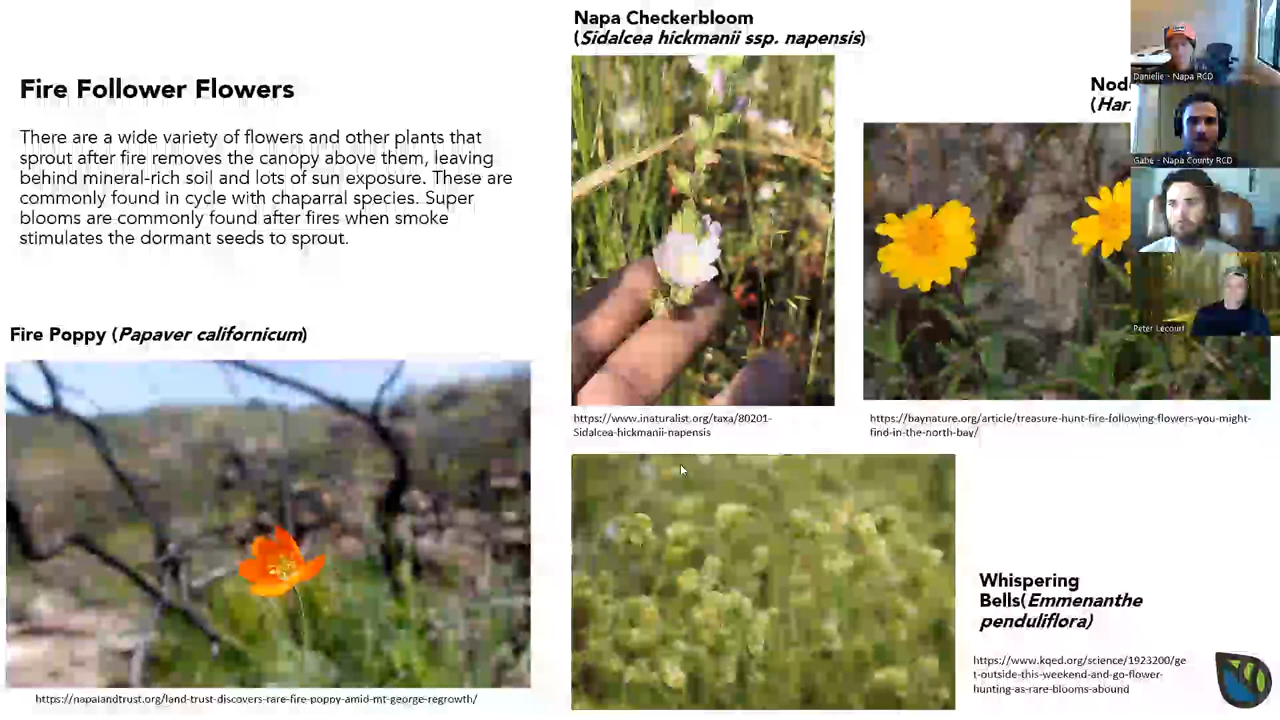 Fire Follower Flowers
There are a wide variety of flowers and other plants that
sprout after fire removes the canopy above them, leaving
behind mineral-rich soil and lots of sun exposure. These are
commonly found in cycle with chaparral species. Super
blooms are commonly found after fires when smoke
stimulates the dormant seeds to sprout.
Fire Poppy (Papaver californicum)
https://napalandtrust.org/land-trust-discovers-rare-fire-poppy-amid-mt-george-regrowth/
Napa Checkerbloom
(Sidalcea hickmanii ssp. napensis)
https://www.inaturalist.org/taxa/80201-
Sidalcea-hickmanii-napensis
https://baynature.org/article/treasure-hunt-fire-following-flowers-you-might-
find-in-the-north-bay/
Whispering
Bells(Emmenanthe
penduliflora)
https://www.kqed.org/science/1923200/ge
t-outside-this-weekend-and-go-flower-
hunting-as-rare-blooms-abound
Danielle - Napa RCD
Gabe - Napa County RCD
Peter Lecourt